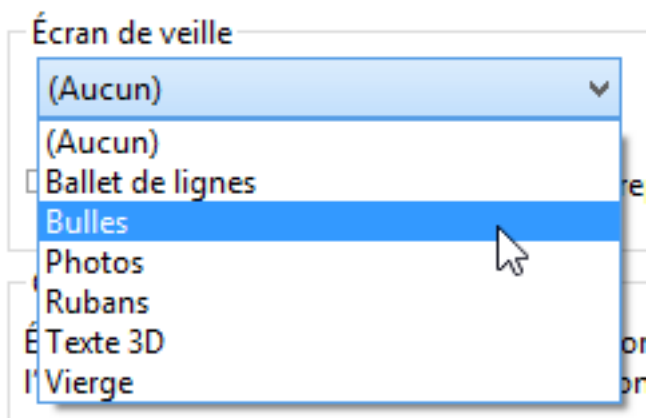 Écran de veille
(Aucun)
(Aucun)
Ballet de lignes
Bulles
Photos
Rubans
Texte 3D
Vierge